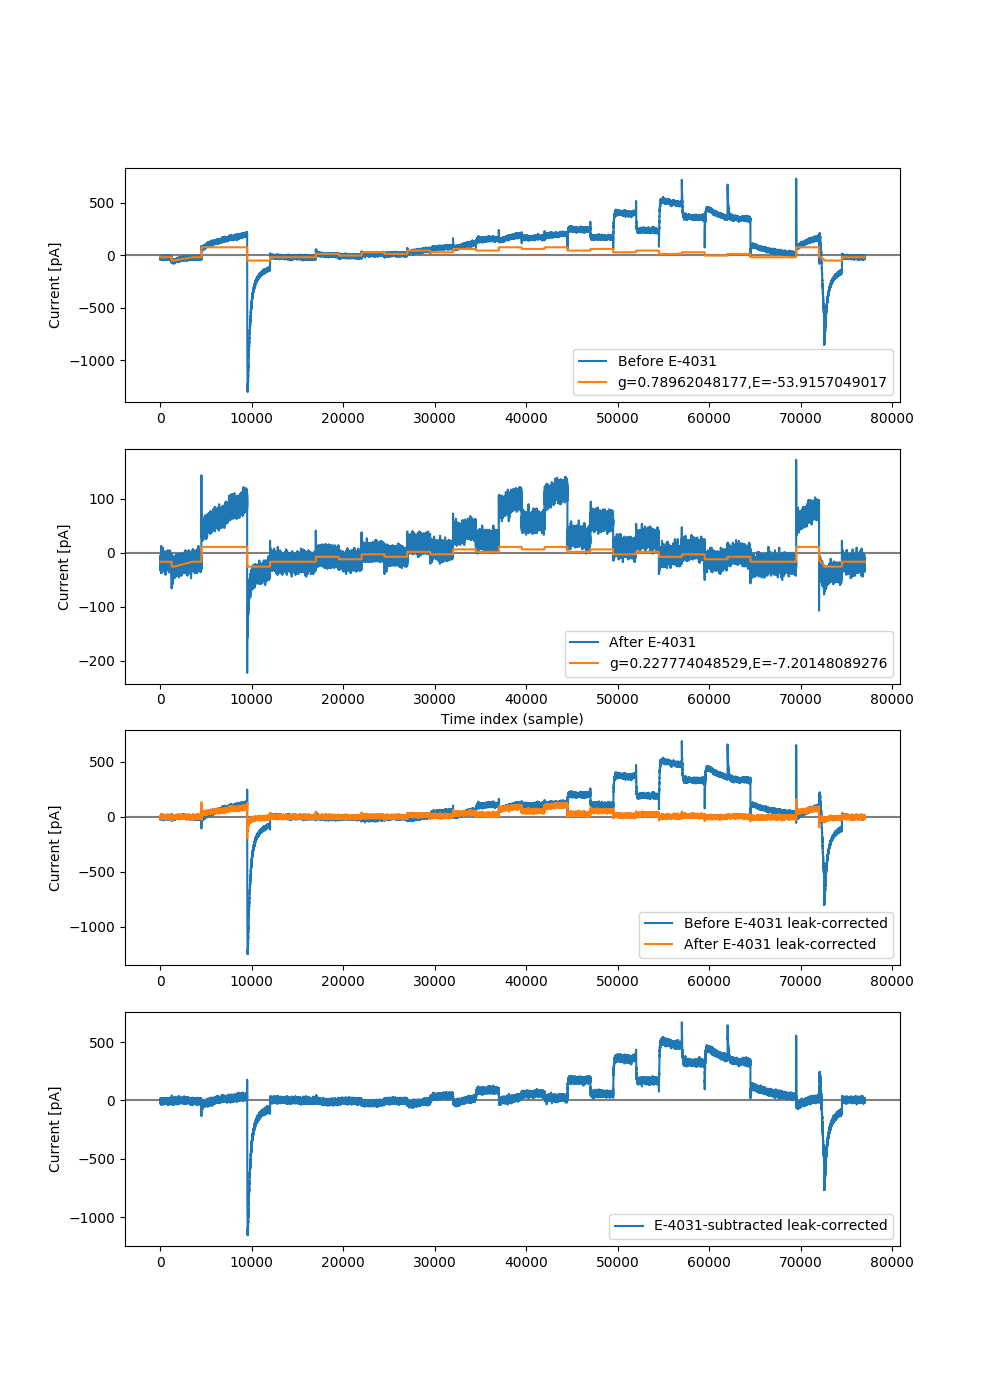 500
0
−500
−1000
Current [pA]
Before E-4031
g=0.78962048177,E=-53.9157049017
0 10000 20000 30000 40000 50000 60000 70000 80000
100
0
−100
−200
Current [pA]
After E-4031
g=0.227774048529,E=-7.20148089276
0 10000 20000 30000 40000 50000 60000 70000 80000
Time index (sample)
500
0
−500
−1000
Current [pA]
Before E-4031 leak-corrected
After E-4031 leak-corrected
0 10000 20000 30000 40000 50000 60000 70000 80000
500
0
−500
−1000
Current [pA]
E-4031-subtracted leak-corrected
0 10000 20000 30000 40000 50000 60000 70000 80000